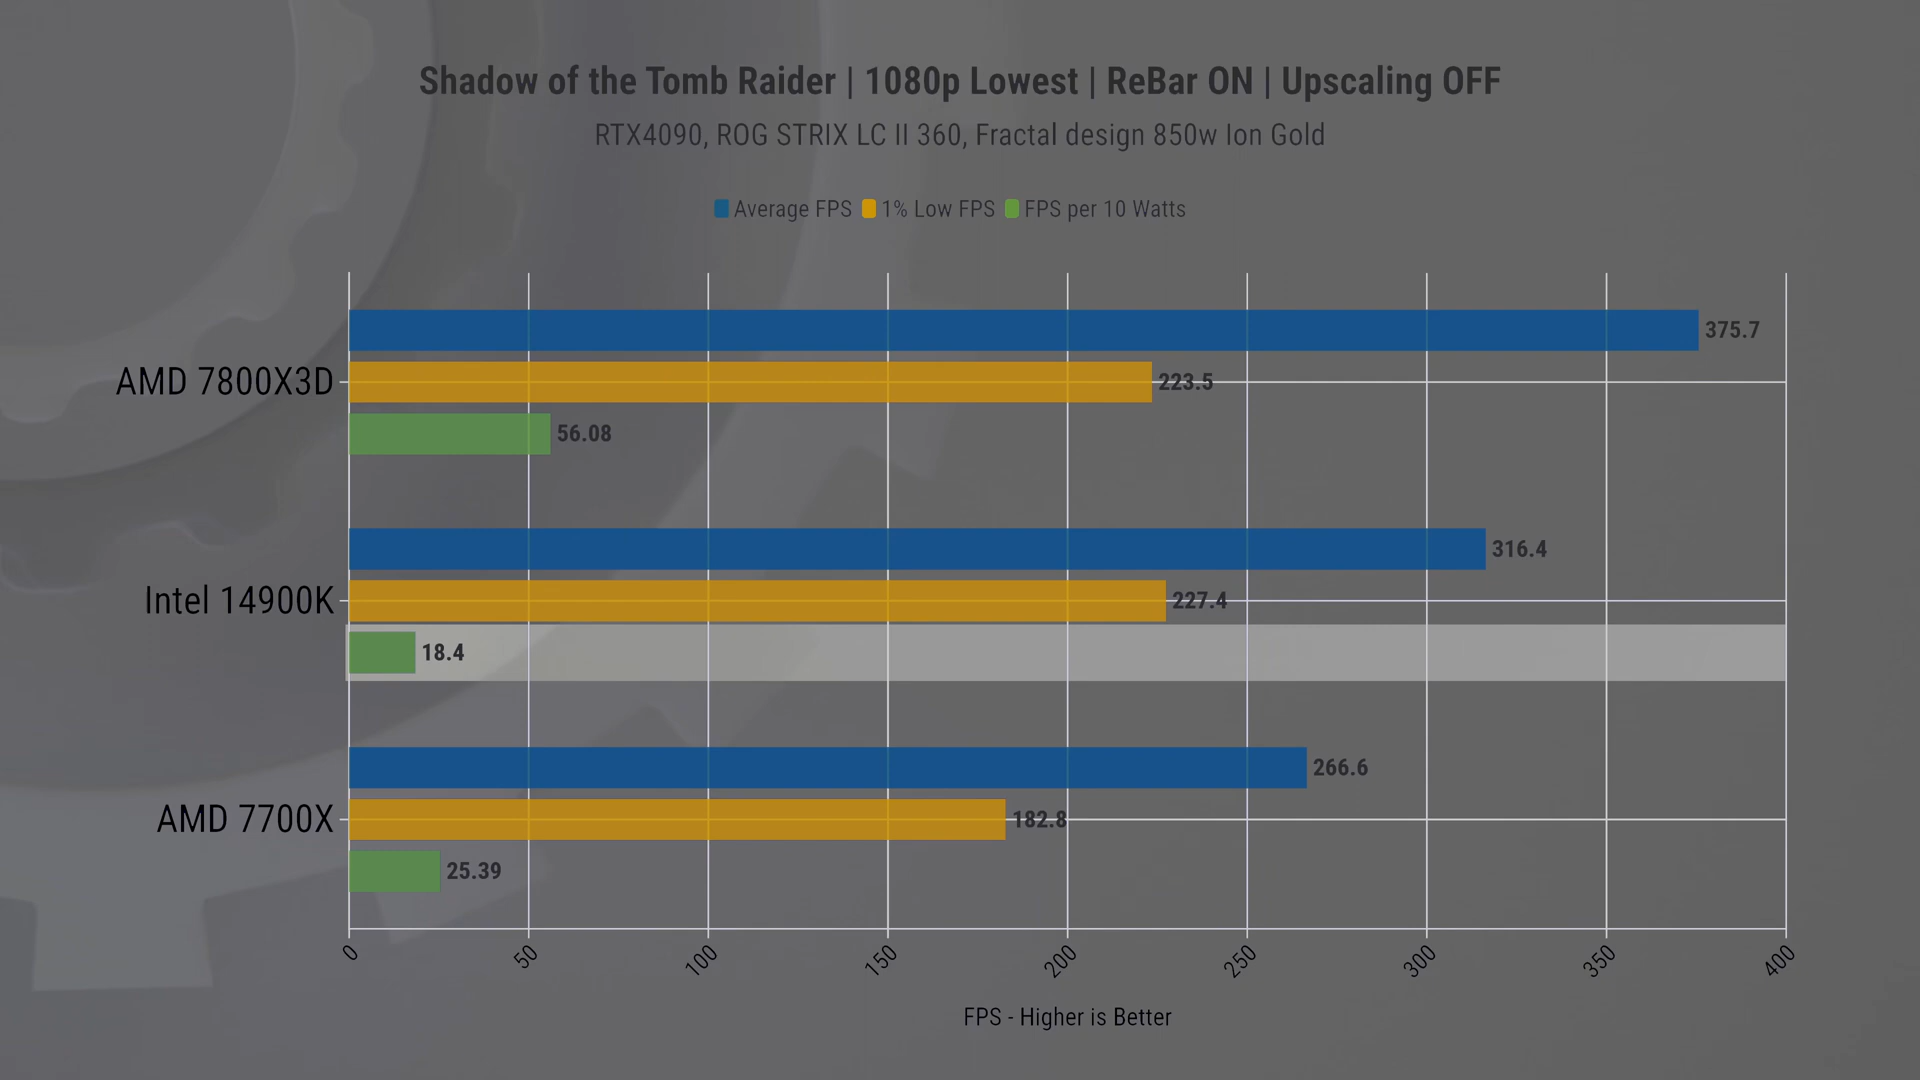 Shadow of the Tomb Raider | 1080p Lowest | ReBar ON | Upscaling OFF
RTX4090, ROG STRIX LC II 360, Fractal design 850w Ion Gold
Average FPS 1% Low FPS FPS per 10 Watts
375.7
AMD 7800X3D 223.5
56.08
316.4
Intel 14900K 227.4
18.4
266.6
AMD 7700X 182.8
25.39
0 50 100 150 200 250 300 350 400
FPS - Higher is Better